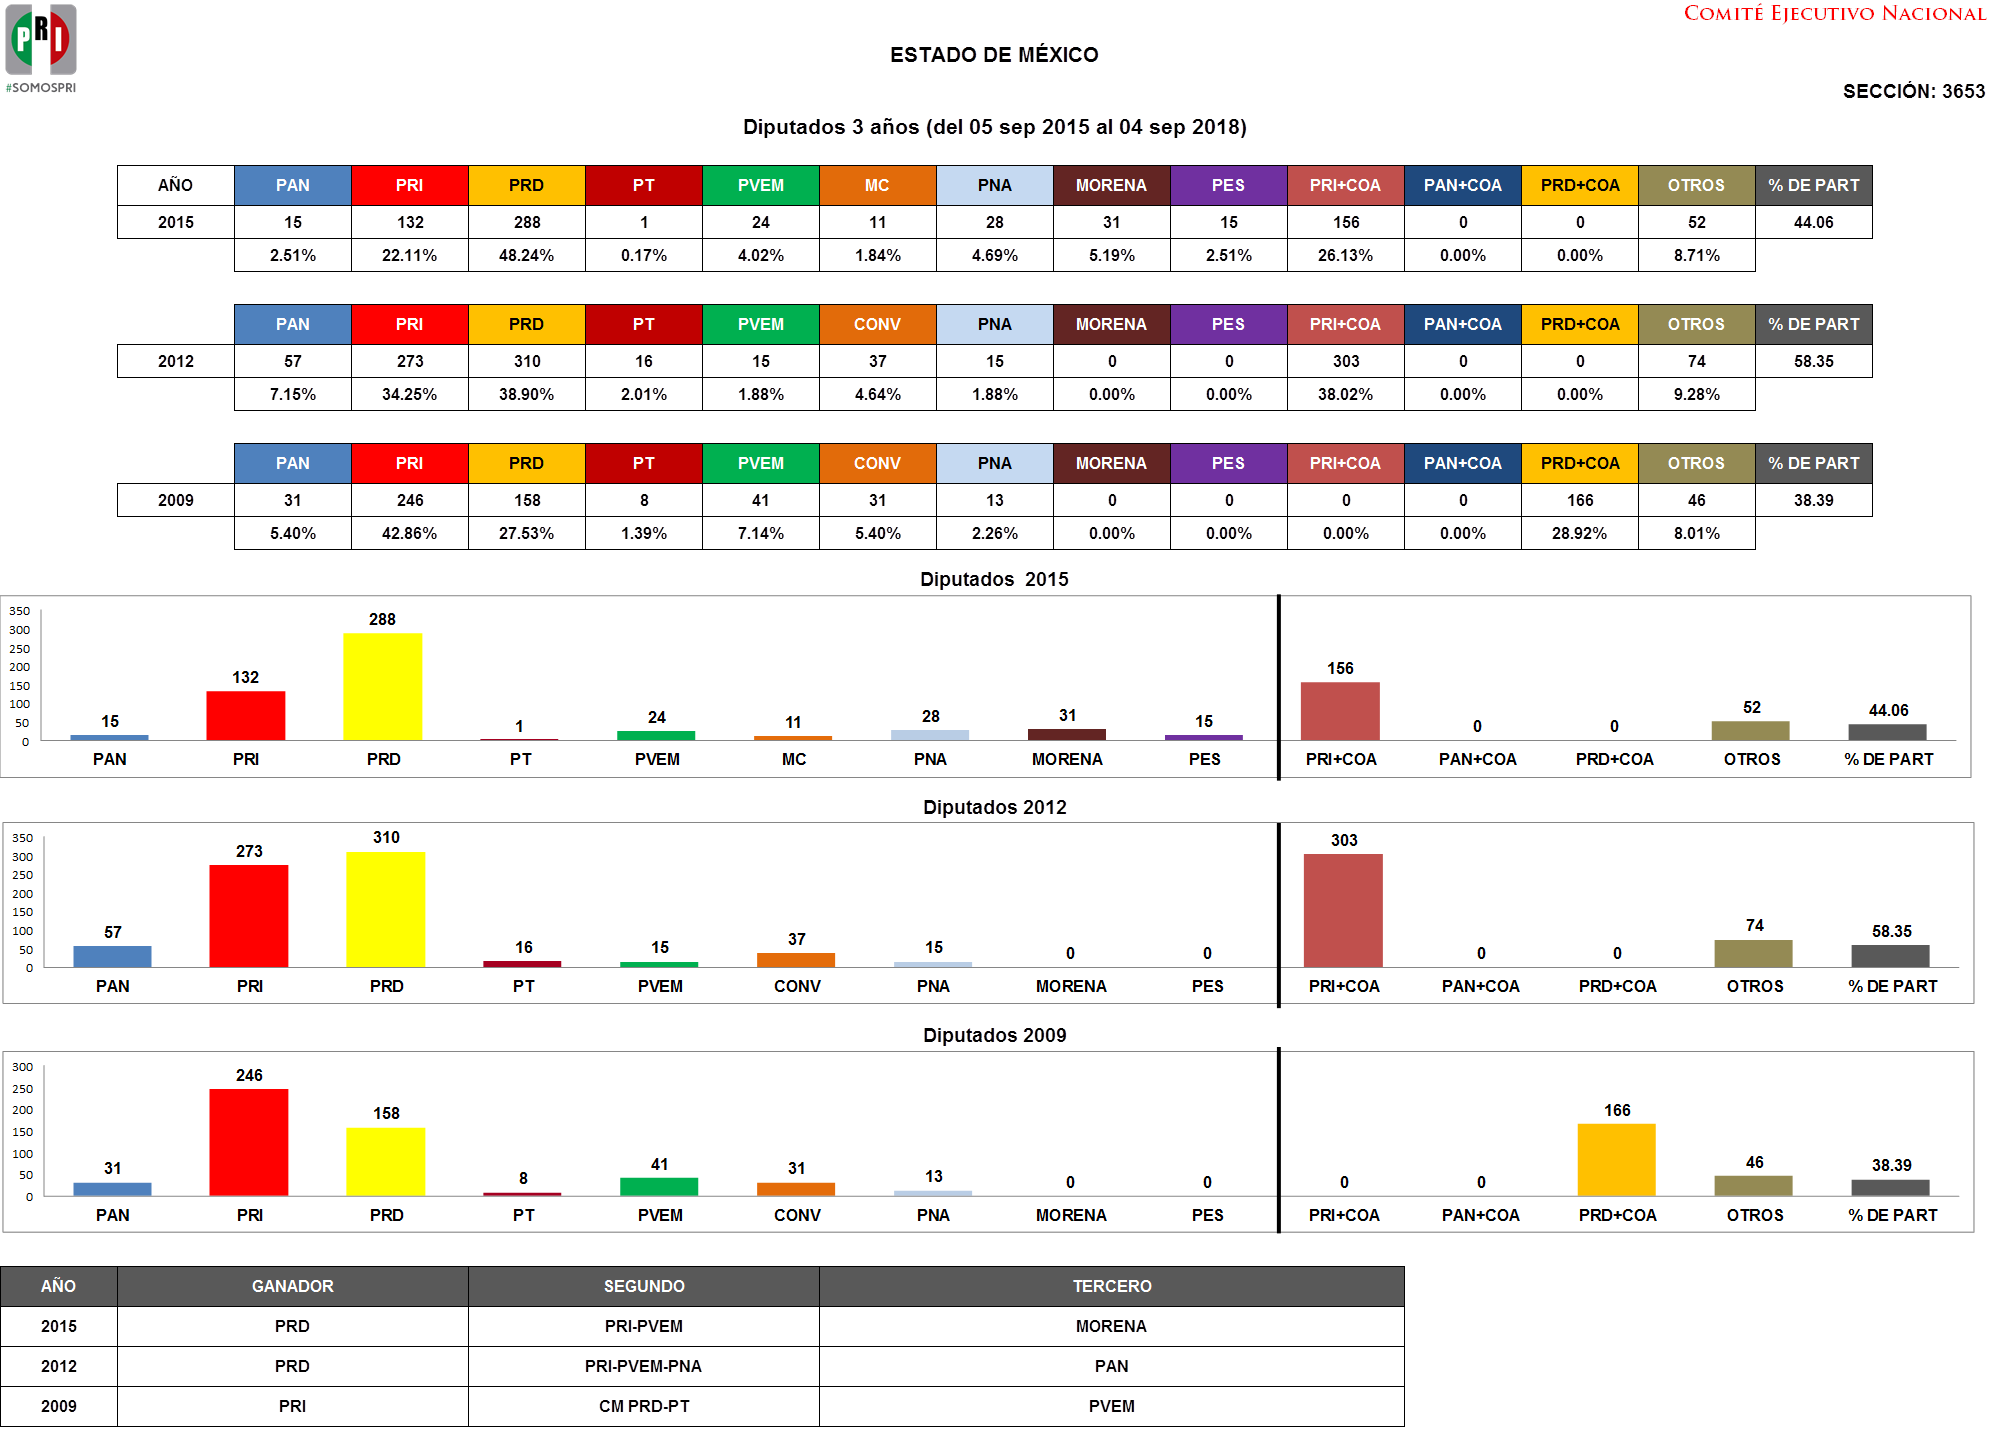 PRI
#SOMOSPRI
COMITÉ EJECUTIVO NACIONAL
ESTADO DE MÉXICO
SECCIÓN: 3653
Diputados 3 años (del 05 sep 2015 al 04 sep 2018)
AÑO PAN PRI PRD PT PVEM MC PNA MORENA PES PRI+COA PAN+COA PRD+COA OTROS % DE PART
2015 15 132 288 1 24 11 28 31 15 156 0 0 52 44.06
2.51% 22.11% 48.24% 0.17% 4.02% 1.84% 4.69% 5.19% 2.51% 26.13% 0.00% 0.00% 8.71%
PAN PRI PRD PT PVEM CONV PNA MORENA PES PRI+COA PAN+COA PRD+COA OTROS % DE PART
2012 57 273 310 16 15 37 15 0 0 303 0 0 74 58.35
7.15% 34.25% 38.90% 2.01% 1.88% 4.64% 1.88% 0.00% 0.00% 38.02% 0.00% 0.00% 9.28%
PAN PRI PRD PT PVEM CONV PNA MORENA PES PRI+COA PAN+COA PRD+COA OTROS % DE PART
2009 31 246 158 8 41 31 13 0 0 0 0 166 46 38.39
5.40% 42.86% 27.53% 1.39% 7.14% 5.40% 2.26% 0.00% 0.00% 0.00% 0.00% 28.92% 8.01%
Diputados 2015
350
300
250
200
150
100
50
0
15 132 288 1 24 11 28 31 15 156 0 0 52 44.06
PAN PRI PRD PT PVEM MC PNA MORENA PES PRI+COA PAN+COA PRD+COA OTROS % DE PART
Diputados 2012
350
300
250
200
150
100
50
0
57 273 310 16 15 37 15 0 0 303 0 0 74 58.35
PAN PRI PRD PT PVEM CONV PNA MORENA PES PRI+COA PAN+COA PRD+COA OTROS % DE PART
Diputados 2009
300
250
200
150
100
50
0
31 246 158 8 41 31 13 0 0 0 0 166 46 38.39
PAN PRI PRD PT PVEM CONV PNA MORENA PES PRI+COA PAN+COA PRD+COA OTROS % DE PART
AÑO GANADOR SEGUNDO TERCERO
2015 PRD PRI-PVEM MORENA
2012 PRD PRI-PVEM-PNA PAN
2009 PRI CM PRD-PT PVEM